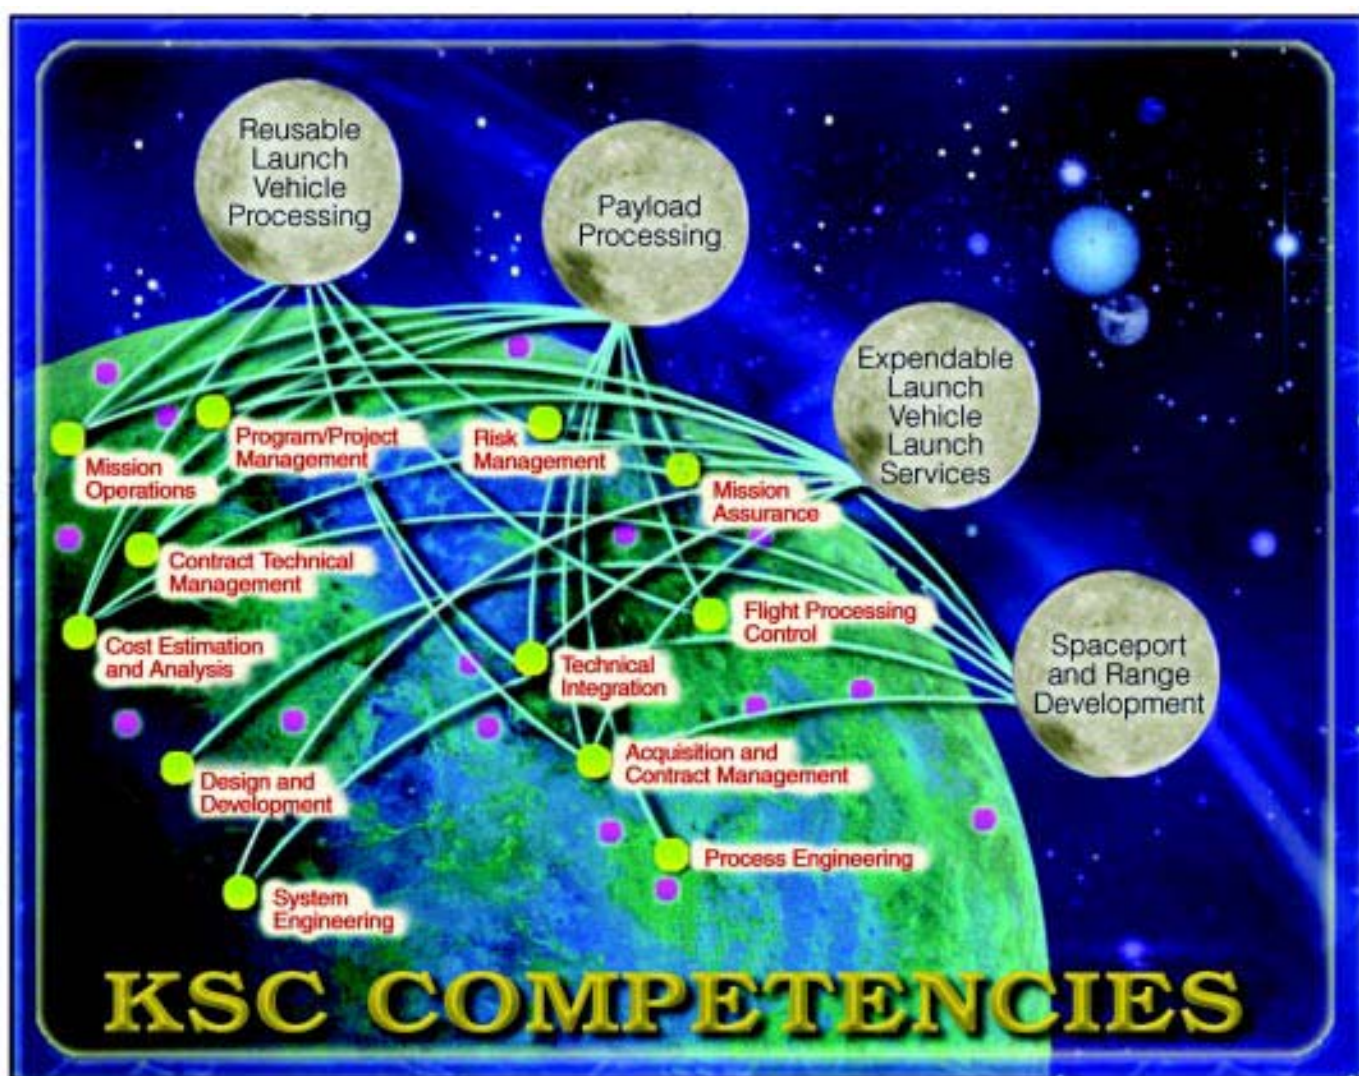 Reusable
Launch
Vehicle
Processing
Payload
Processing
Expendable
Launch
Vehicle
Launch
Services
Spaceport
and Range
Development
Mission
Operations
Program/Project
Management
Risk
Management
Mission
Assurance
Contract Technical
Management
Cost Estimation
and Analysis
Flight Processing
Control
Technical
Integration
Design and
Development
Acquisition and
Contract Management
Process Engineering
System
Engineering
KSC COMPETENCIES